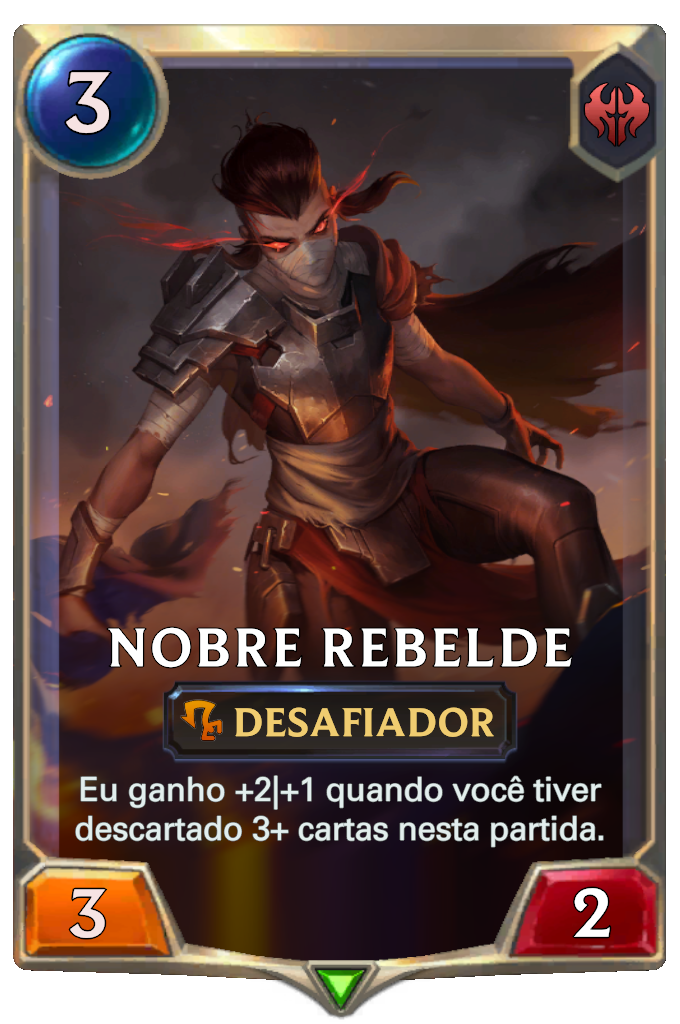 3
NOBRE REBELDE
DESAFIADOR
Eu ganho +2|+1 quando você tiver
descartado 3+ cartas nesta partida.
3
2